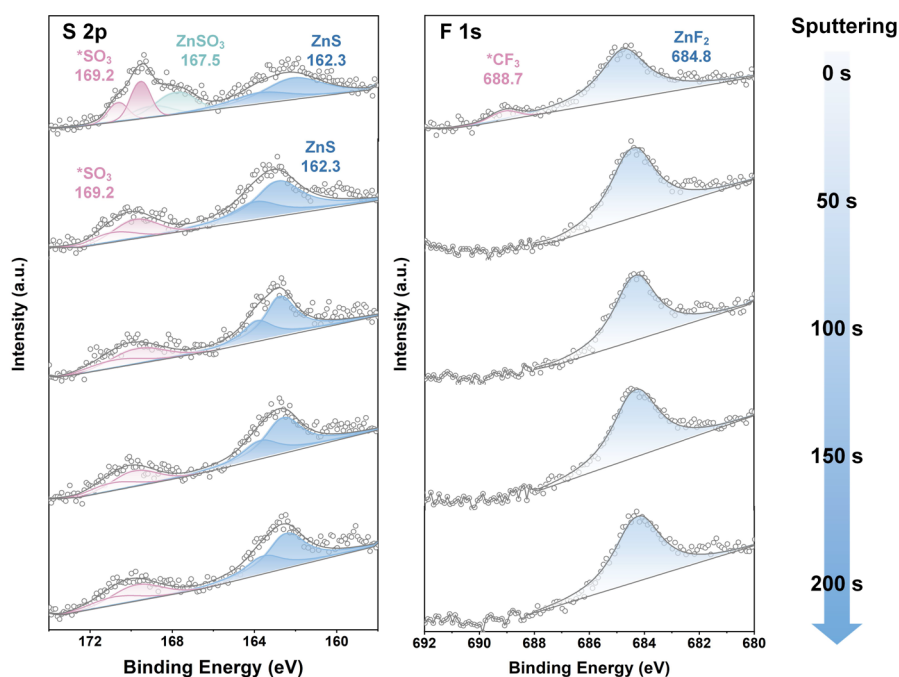 S 2p
*SO3
169.2
ZnSO3
167.5
ZnS
162.3
*SO3
169.2
ZnS
162.3
Intensity (a.u.)
172
168
164
160
Binding Energy (eV)
F 1s
*CF3
688.7
ZnF2
684.8
Intensity (a.u.)
692
690
688
686
684
682
680
Binding Energy (eV)
Sputtering
0 s
50 s
100 s
150 s
200 s